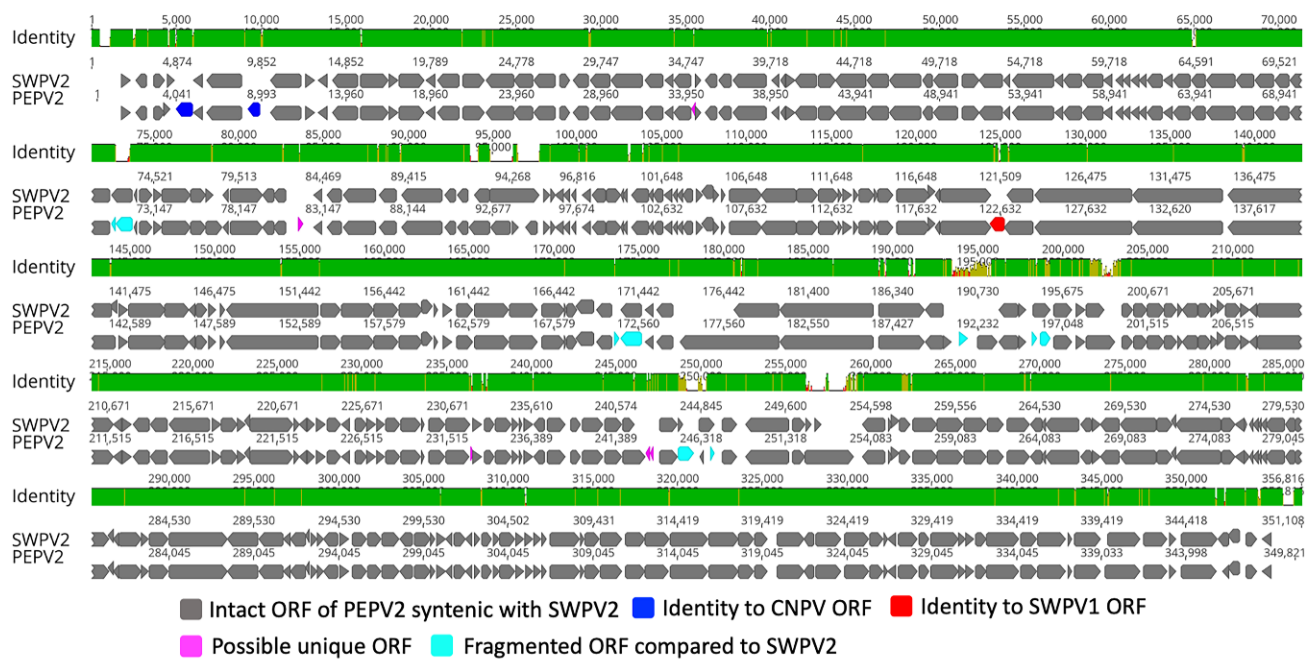 1 5,000 10,000 15,000 20,000 25,000 30,000 35,000 40,000 45,000 50,000 55,000 60,000 65,000 70,000
Identity
1 4,874 9,852 14,852 19,789 24,778 29,747 34,747 39,718 44,718 49,718 54,718 59,718 64,591 69,521
SWPV2
PEPV2
1 4,041 8,993 13,960 18,960 23,960 28,960 33,950 38,950 43,941 48,941 53,941 58,941 63,941 68,941
75,000 80,000 85,000 90,000 95,000 100,000 105,000 110,000 115,000 120,000 125,000 130,000 135,000 140,000
Identity
74,521 79,513 84,469 89,415 94,268 96,816 101,648 106,648 111,648 116,648 121,509 126,475 131,475 136,475
SWPV2
PEPV2
73,147 78,147 83,147 88,144 92,677 97,674 102,632 107,632 112,632 117,632 122,632 127,632 132,620 137,617
145,000 150,000 155,000 160,000 165,000 170,000 175,000 180,000 185,000 190,000 195,000 200,000 205,000 210,000
Identity
141,475 146,475 151,442 156,442 161,442 166,442 171,442 176,442 181,400 186,340 190,730 195,675 200,671 205,671
SWPV2
PEPV2
142,589 147,589 152,589 157,579 162,579 167,579 172,560 177,560 182,550 187,427 192,232 197,048 201,515 206,515
215,000 220,000 225,000 230,000 235,000 240,000 245,000 250,000 255,000 260,000 265,000 270,000 275,000 280,000 285,000
Identity
210,671 215,671 220,671 225,671 230,671 235,610 240,574 244,845 249,600 254,598 259,556 264,530 269,530 274,530 279,530
SWPV2
PEPV2
211,515 216,515 221,515 226,515 231,515 236,389 241,389 246,318 251,318 254,083 259,083 264,083 269,083 274,083 279,045
290,000 295,000 300,000 305,000 310,000 315,000 320,000 325,000 330,000 335,000 340,000 345,000 350,000 356,816
Identity
284,530 289,530 294,530 299,530 304,502 309,431 314,419 319,419 324,419 329,419 334,419 339,419 344,418 351,108
SWPV2
PEPV2
284,045 289,045 294,045 299,045 304,045 309,045 314,045 319,045 324,045 329,045 334,045 339,033 343,998 349,821
Intact ORF of PEPV2 syntenic with SWPV2 Identity to CNPV ORF Identity to SWPV1 ORF
Possible unique ORF Fragmented ORF compared to SWPV2